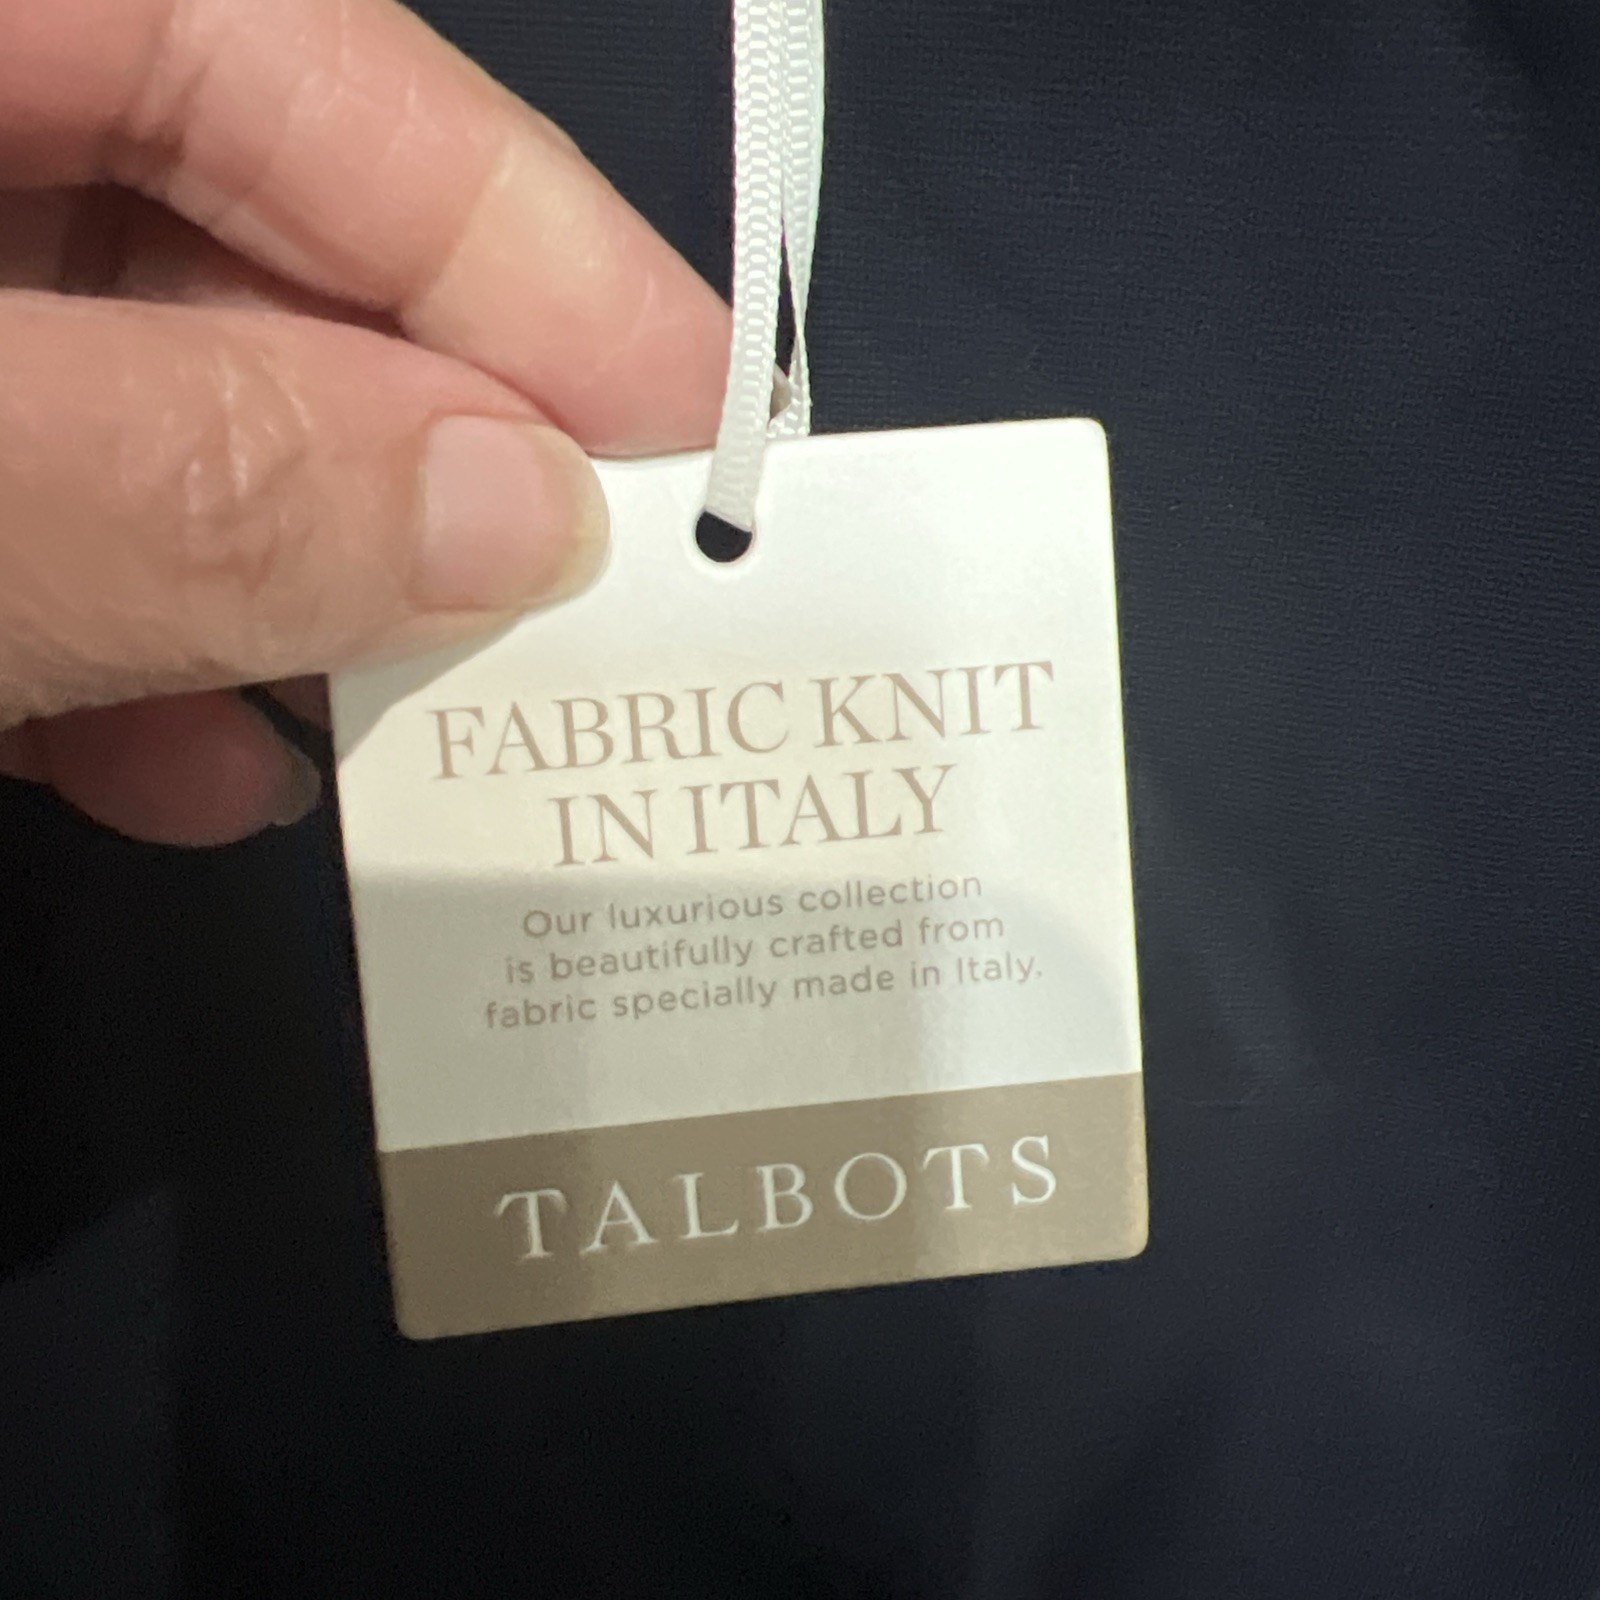 FABRIC KNIT
IN ITALY
Our luxurious collection
is beautifully crafted from
fabric specially made in Italy.
TALBOTS